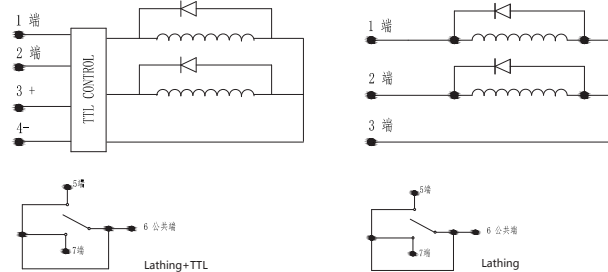 1 端
2 端
3 +
4-
TTL CONTROL
5端
6 公共端
7端
Lathing+TTL
1 端
2 端
3 端
5端
6 公共端
7端
Lathing